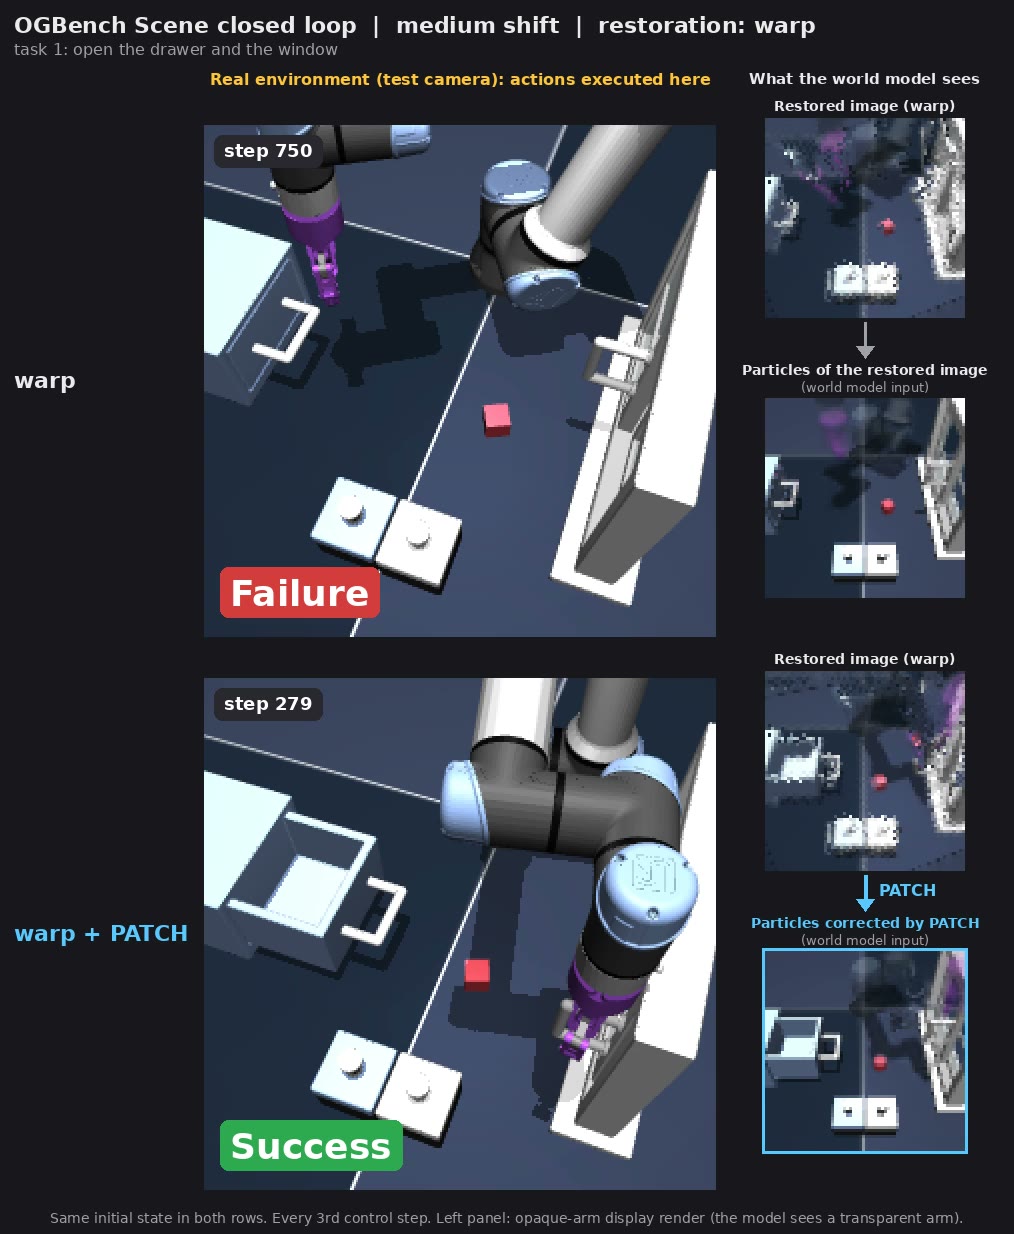 OGBench Scene closed loop | medium shift | restoration: warp
task 1: open the drawer and the window
Real environment (test camera): actions executed here
What the world model sees
Restored image (warp)
step 750
warp
Failure
Particles of the restored image
(world model input)
Restored image (warp)
step 279
warp + PATCH
Success
PATCH
Particles corrected by PATCH
(world model input)
Same initial state in both rows. Every 3rd control step. Left panel: opaque-arm display render (the model sees a transparent arm).